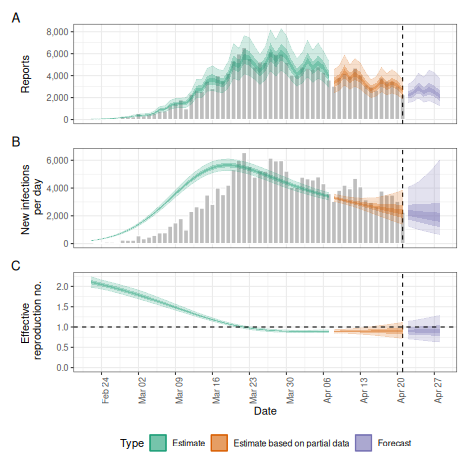 A
8,000
6,000
4,000
2,000
0
Reports
B
6,000
4,000
2,000
0
New infections
per day
C
2.0
1.5
1.0
0.5
0.0
Effective
reproduction no.
Feb 24
Mar 02
Mar 09
Mar 16
Mar 23
Mar 30
Apr 06
Apr 13
Apr 20
Apr 27
Date
Type Estimate Estimate based on partial data Forecast